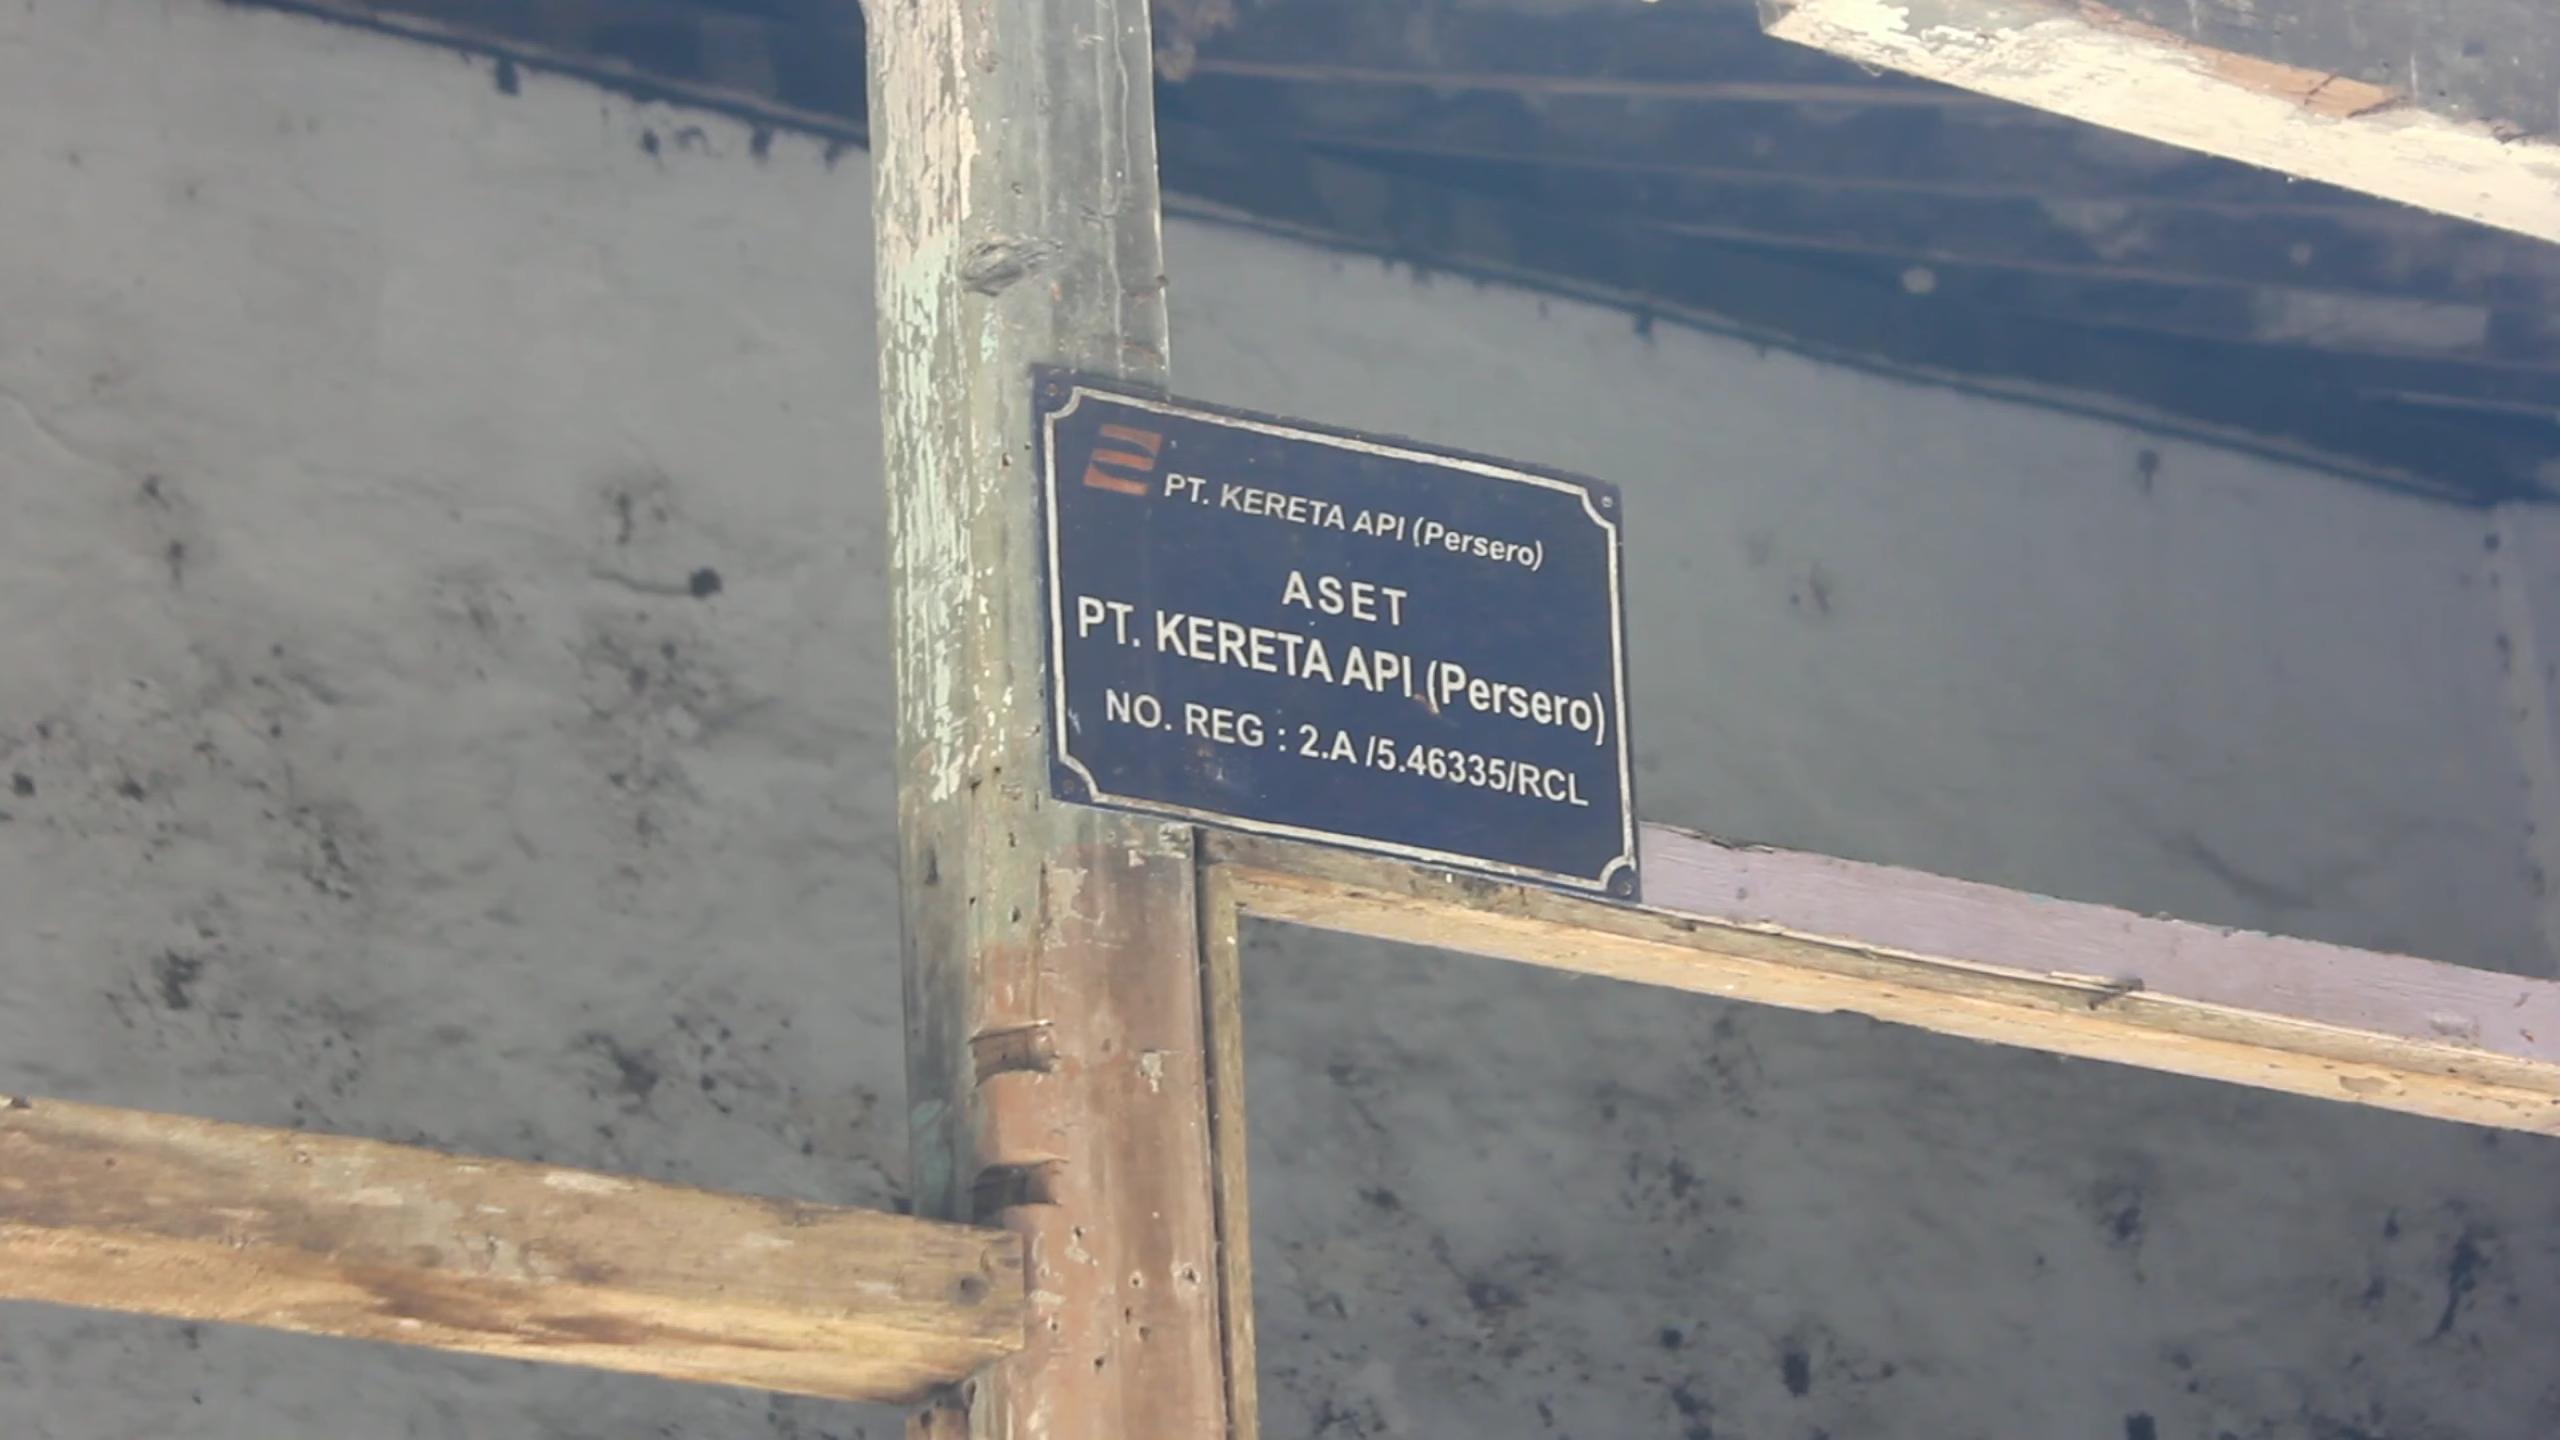 PT. KERETA API (Persero)
ASET
PT. KERETA API (Persero)
NO. REG : 2.A /5.46335/RCL